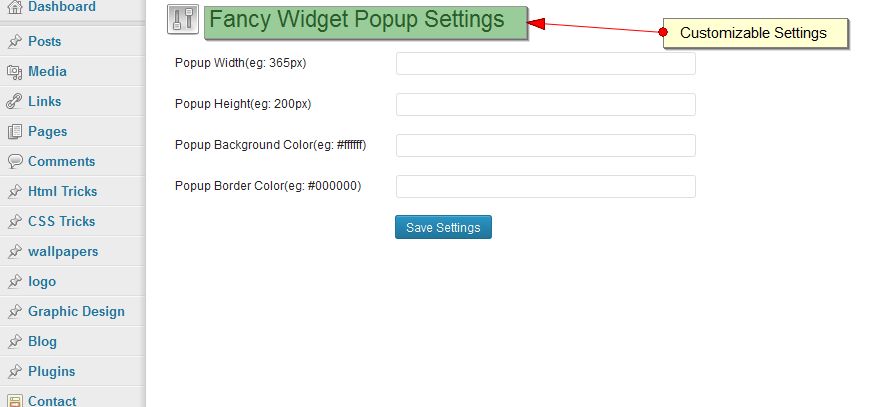 Dashboard
Posts
Media
Links
Pages
Comments
Html Tricks
CSS Tricks
wallpapers
logo
Graphic Design
Blog
Plugins
Contact
Fancy Widget Popup Settings
Customizable Settings
Popup Width(eg: 365px)
Popup Height(eg: 200px)
Popup Background Color(eg: #ffffff)
Popup Border Color(eg: #000000)
Save Settings